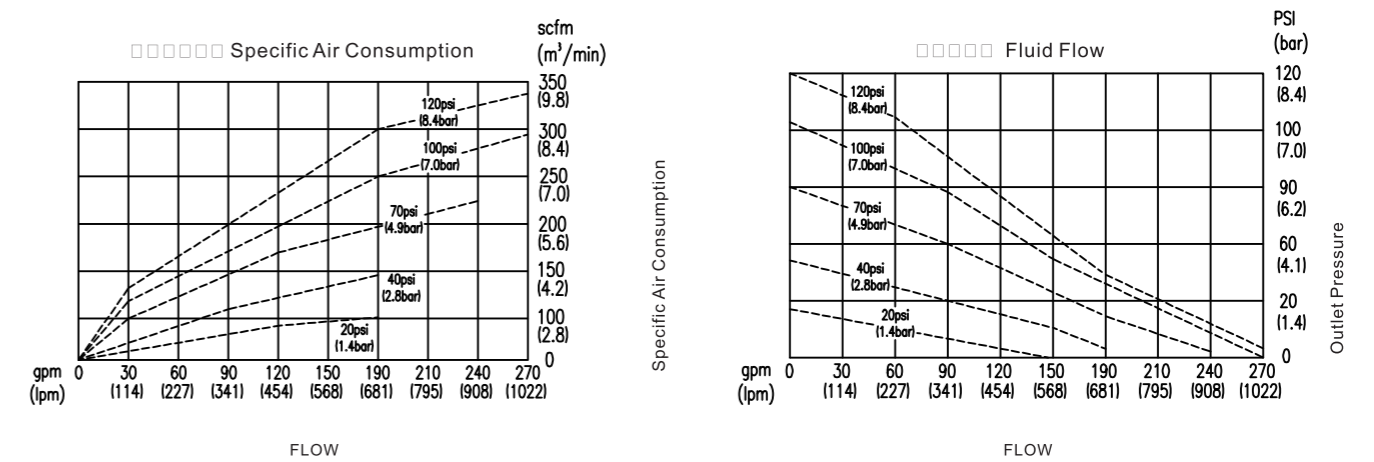 □□□□□□ Specific Air Consumption
scfm
(m³/min)
350
(9.8)
300
(8.4)
250
(7.0)
200
(5.6)
150
(4.2)
100
(2.8)
0
120psi
(8.4bar)
100psi
(7.0bar)
70psi
(4.9bar)
40psi
(2.8bar)
20psi
(1.4bar)
gpm 0 30 60 90 120 150 190 210 240 270
(lpm) (114) (227) (341) (454) (568) (681) (795) (908) (1022)
FLOW
Specific Air Consumption
□□□□□ Fluid Flow
PSI
(bar)
120
(8.4)
100
(7.0)
90
(6.2)
60
(4.1)
20
(1.4)
0
120psi
(8.4bar)
100psi
(7.0bar)
70psi
(4.9bar)
40psi
(2.8bar)
20psi
(1.4bar)
gpm 0 30 60 90 120 150 190 210 240 270
(lpm) (114) (227) (341) (454) (568) (681) (795) (908) (1022)
FLOW
Outlet Pressure